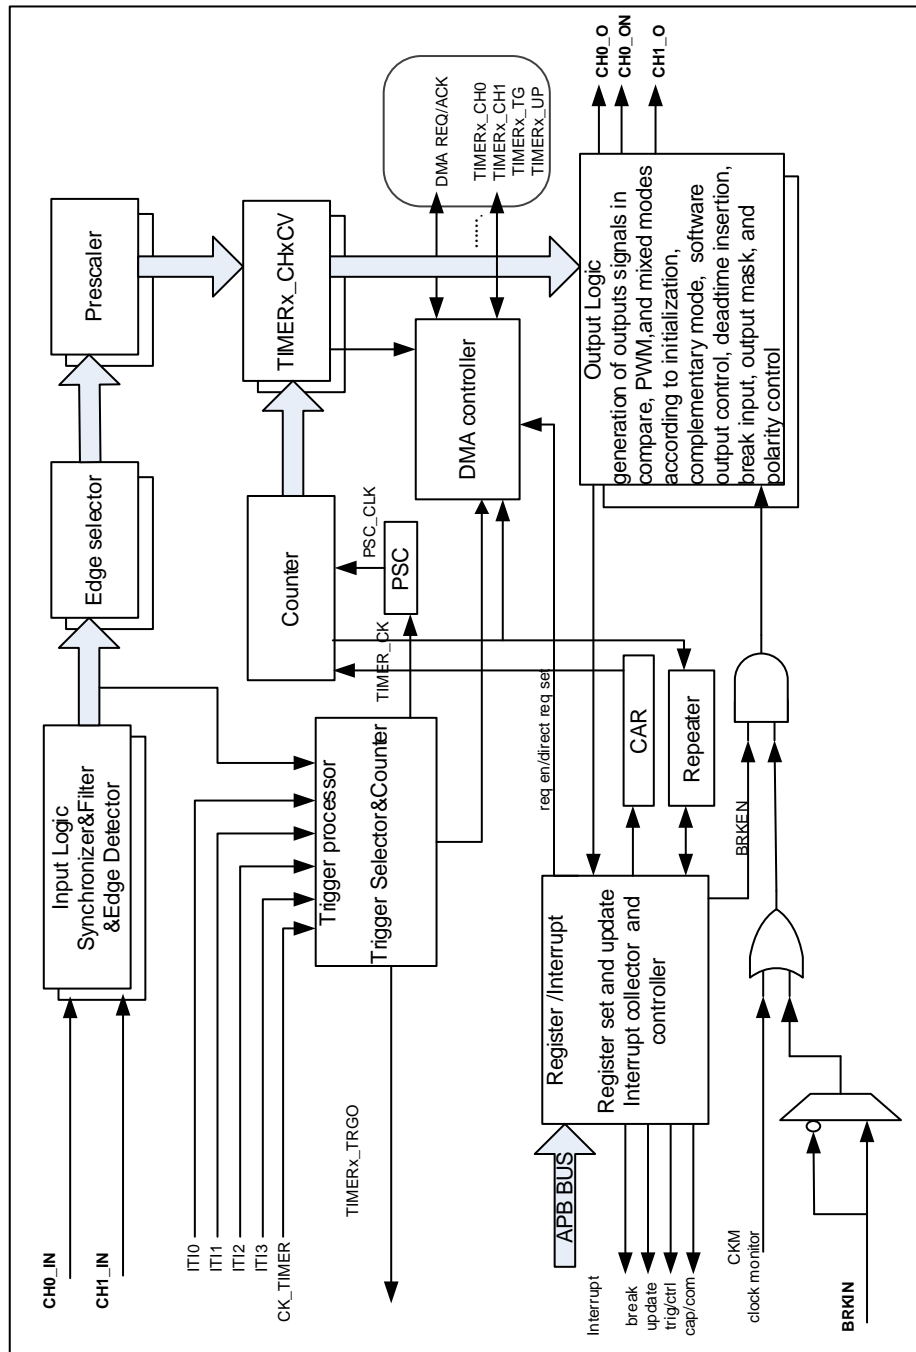 CH0_IN
CH1_IN
Input Logic
Synchronizer&Filter
&Edge Detector
Edge selector
Prescaler
ITI0
ITI1
ITI2
ITI3
CK_TIMER
Trigger processor
Trigger Selector&Counter
TIMERx_TRGO
TIMER_CK
PSC
PSC_CLK
Counter
TIMERx_CHxCV
DMA controller
DMA REQ/ACK
TIMERx_CH0
TIMERx_CH1
TIMERx_TG
TIMERx_UP
......
req en/direct req set
APB BUS
Register /Interrupt
Register set and update
Interrupt collector and
controller
Interrupt
break
update
trig/ctrl
cap/com
CAR
Repeater
BRKEN
CKM
clock monitor
BRKIN
Output Logic
generation of outputs signals in
compare, PWM,and mixed modes
according to initialization,
complementary mode, software
output control, deadtime insertion,
break input, output mask, and
polarity control
CH0_O
CH0_ON
CH1_O